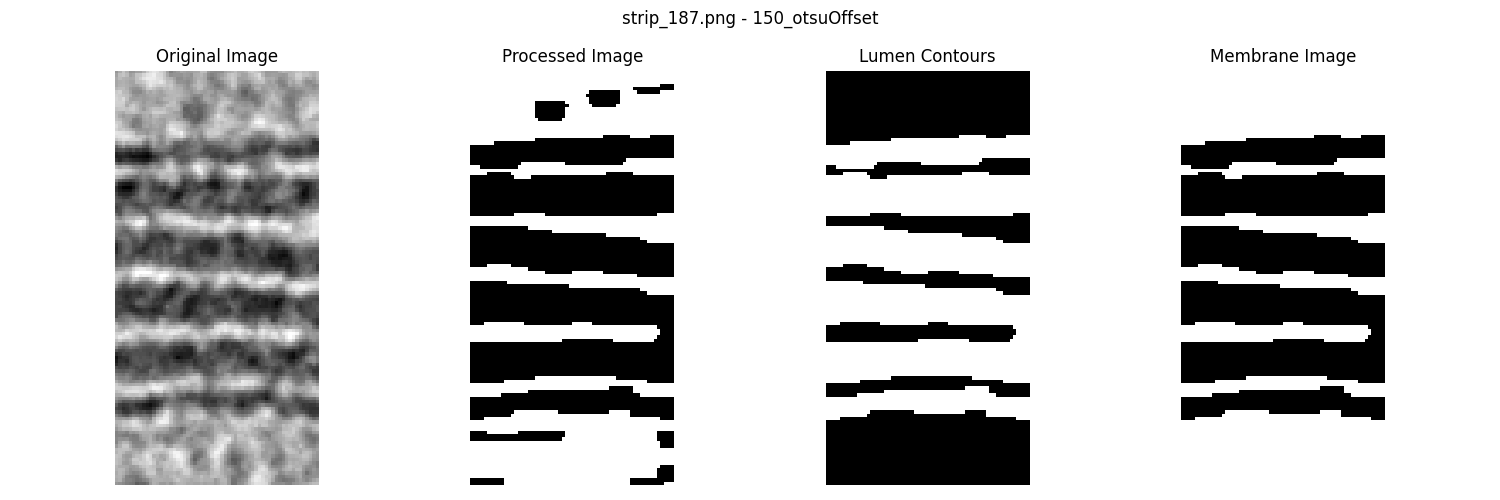 strip_187.png - 150_otsuOffset
Original Image
Processed Image
Lumen Contours
Membrane Image